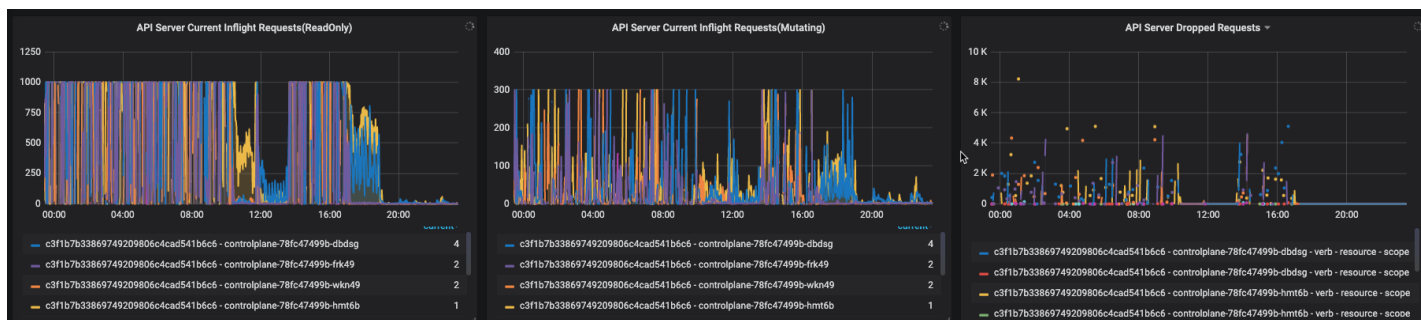 API Server Current Inflight Requests(ReadOnly)
1250
1000
750
500
250
0
00:00 04:00 08:00 12:00 16:00 20:00
current
c3f1b7b33869749209806c4cad541b6c6 - controlplane-78fc47499b-dbdsg 4
c3f1b7b33869749209806c4cad541b6c6 - controlplane-78fc47499b-frk49 2
c3f1b7b33869749209806c4cad541b6c6 - controlplane-78fc47499b-wkn49 2
c3f1b7b33869749209806c4cad541b6c6 - controlplane-78fc47499b-hmt6b 1
API Server Current Inflight Requests(Mutating)
400
300
200
100
0
00:00 04:00 08:00 12:00 16:00 20:00
current
c3f1b7b33869749209806c4cad541b6c6 - controlplane-78fc47499b-dbdsg 4
c3f1b7b33869749209806c4cad541b6c6 - controlplane-78fc47499b-frk49 2
c3f1b7b33869749209806c4cad541b6c6 - controlplane-78fc47499b-wkn49 2
c3f1b7b33869749209806c4cad541b6c6 - controlplane-78fc47499b-hmt6b 1
API Server Dropped Requests
10 K
8 K
6 K
4 K
2 K
0
00:00 04:00 08:00 12:00 16:00 20:00
c3f1b7b33869749209806c4cad541b6c6 - controlplane-78fc47499b-dbdsg - verb - resource - scope
c3f1b7b33869749209806c4cad541b6c6 - controlplane-78fc47499b-dbdsg - verb - resource - scope
c3f1b7b33869749209806c4cad541b6c6 - controlplane-78fc47499b-hmt6b - verb - resource - scope
c3f1b7b33869749209806c4cad541b6c6 - controlplane-78fc47499b-hmt6b - verb - resource - scope